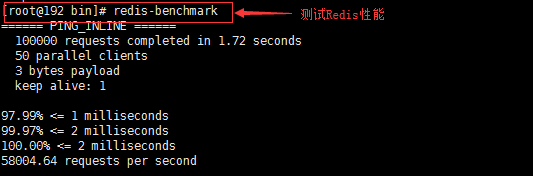 [root@192 bin]# redis-benchmark
测试Redis性能
====== PING_INLINE ======
100000 requests completed in 1.72 seconds
50 parallel clients
3 bytes payload
keep alive: 1
97.99% <= 1 milliseconds
99.97% <= 2 milliseconds
100.00% <= 2 milliseconds
58004.64 requests per second